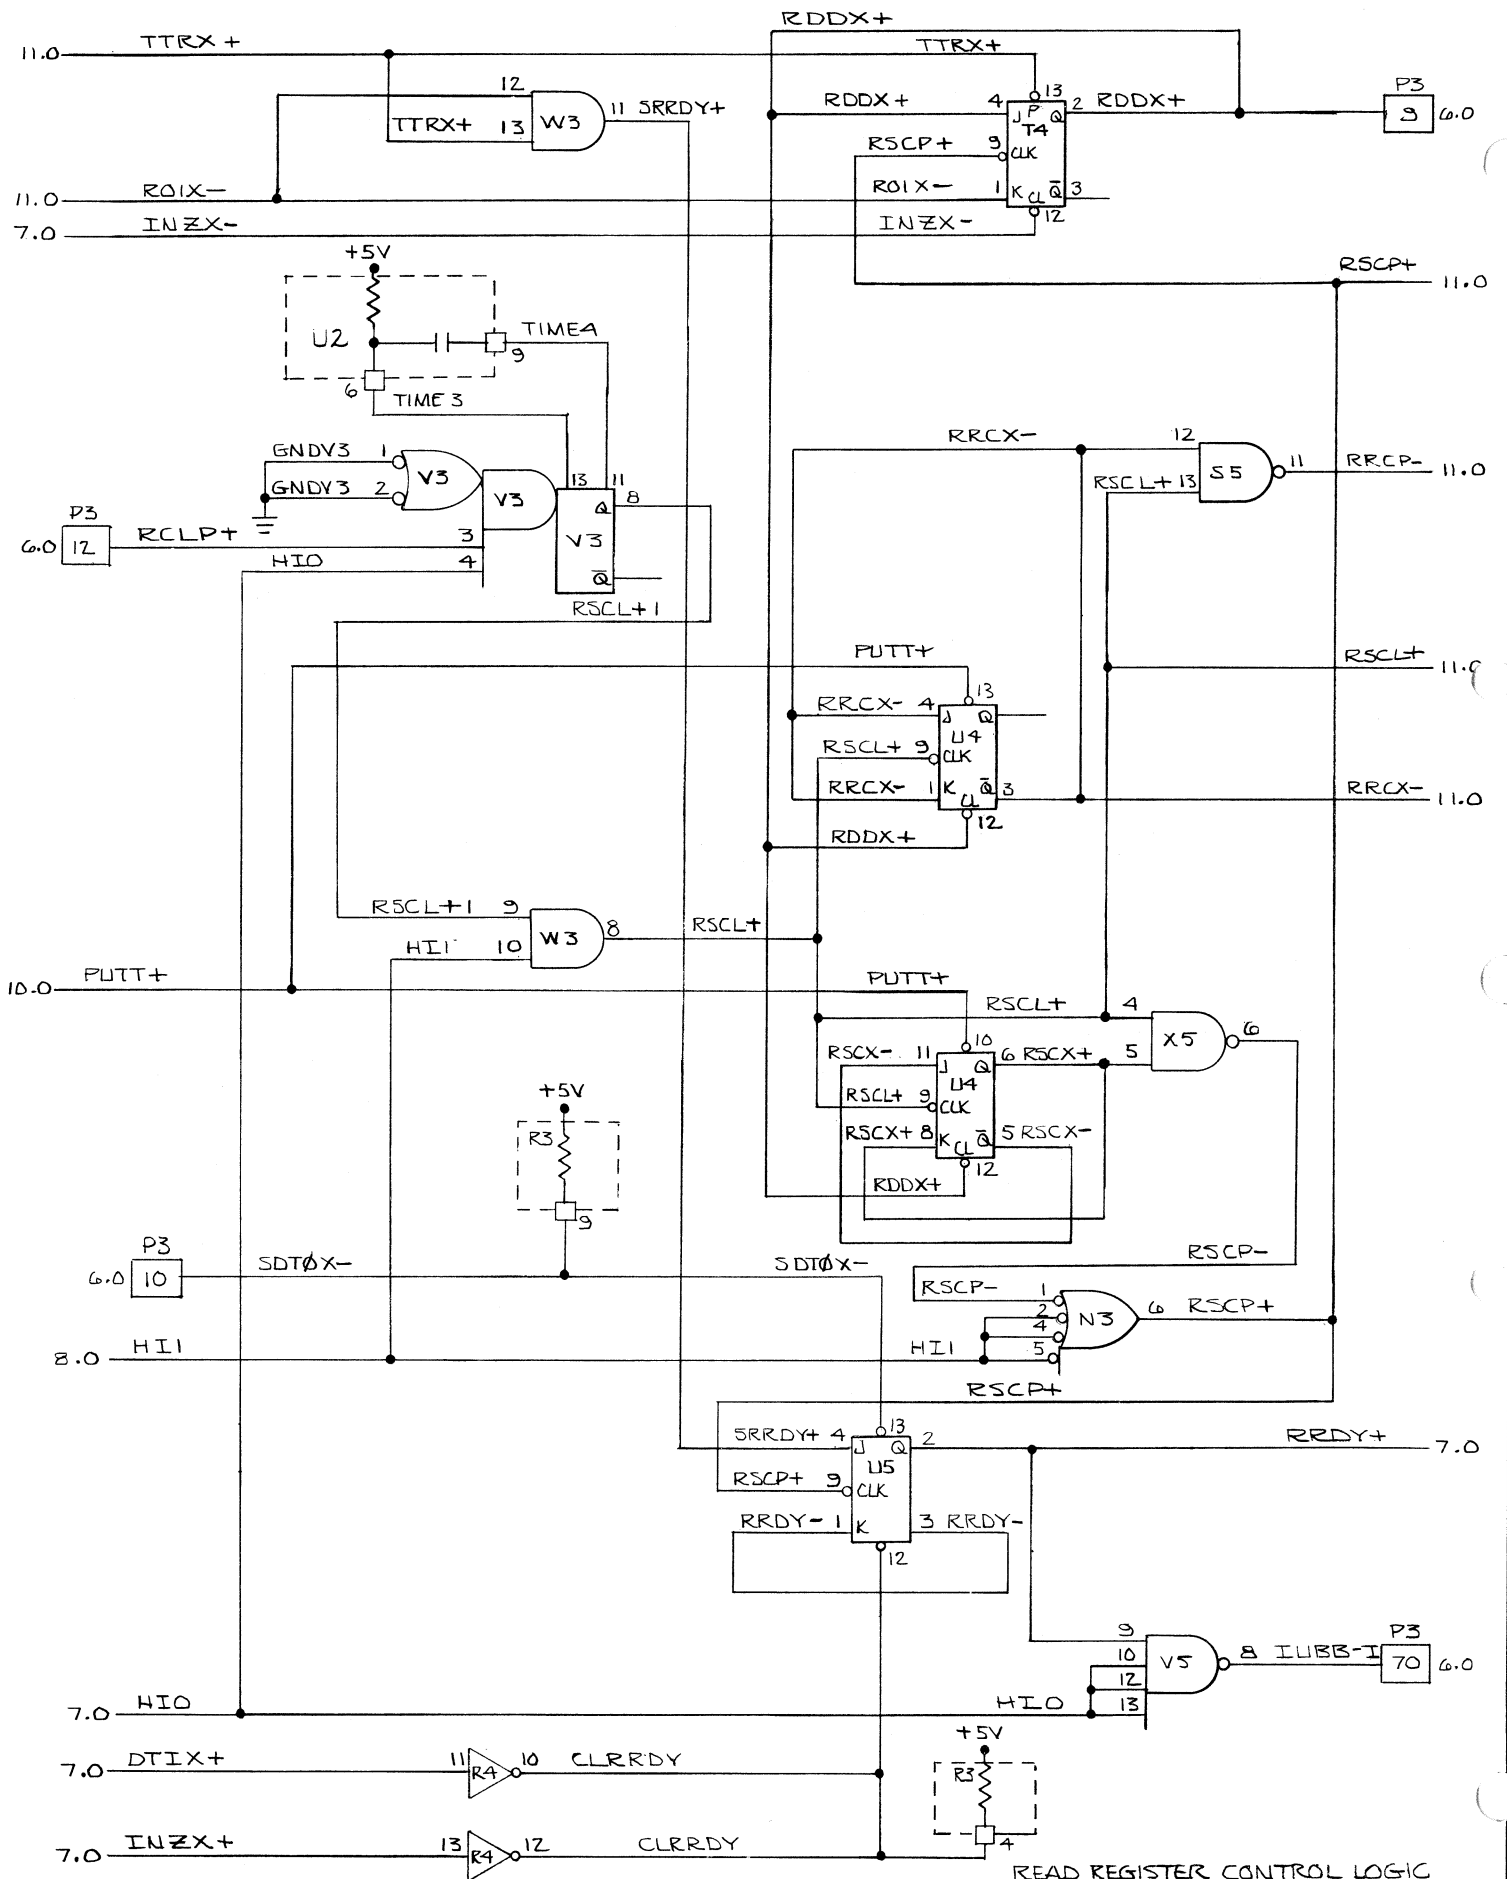 RDDX+
11.0 TTRX+ TTRX+
12 11 SRRDY+ RDDX+ 4 13 2 RDDX+ P3
TTRX+ 13 W3 J P Q 9 6.0
T4
RSCP+ 9 CLK
11.0 ROIX- ROIX- 1 K CL Q̅ 3
7.0 INZX- INZX- 12
+5V
RSCP+ 11.0
U2 TIME4
9
6 TIME3
RRCX- 12
GNDV3 1 V3 S5 11 RRCP- 11.0
GNDV3 2 V3 13 11 8 RSCL+ 13
Q
P3 V3
6.0 12 RCLP+ 3
HIO 4
Q̅
RSCL+1
PUTT+ RSCL+
13
RRCX- 4 J Q
U4
RSCL+ 9 CLK
RRCX- 1 K CL Q̅ 3 RRCX- 11.0
12
RDDX+
RSCL+1 9
W3 8 RSCL+
HI1 10
10.0 PUTT+ PUTT+
RSCL+ 4
X5 6
10 5
RSCX- 11 J Q 6 RSCX+
U4
RSCL+ 9 CLK
+5V
RSCX+ 8 K CL Q̅ 5 RSCX-
R3 12
RDDX+
9
P3
6.0 10 SDTØX- SDTØX- RSCP-
RSCP- 1
2 N3 6 RSCP+
4
8.0 HI1 HI1 5
RSCP+
13
SRRDY+ 4 J Q 2 RRDY+ 7.0
U5
RSCP+ 9 CLK
RRDY- 1 K 3 RRDY-
12
9 P3
10 V5 8 IUBB-I 70 6.0
12
7.0 HIO HIO 13
+5V
7.0 DTIX+ 11 R4 10 CLRRDY R3
7.0 INZX+ 13 R4 12 CLRRDY 4
READ REGISTER CONTROL LOGIC